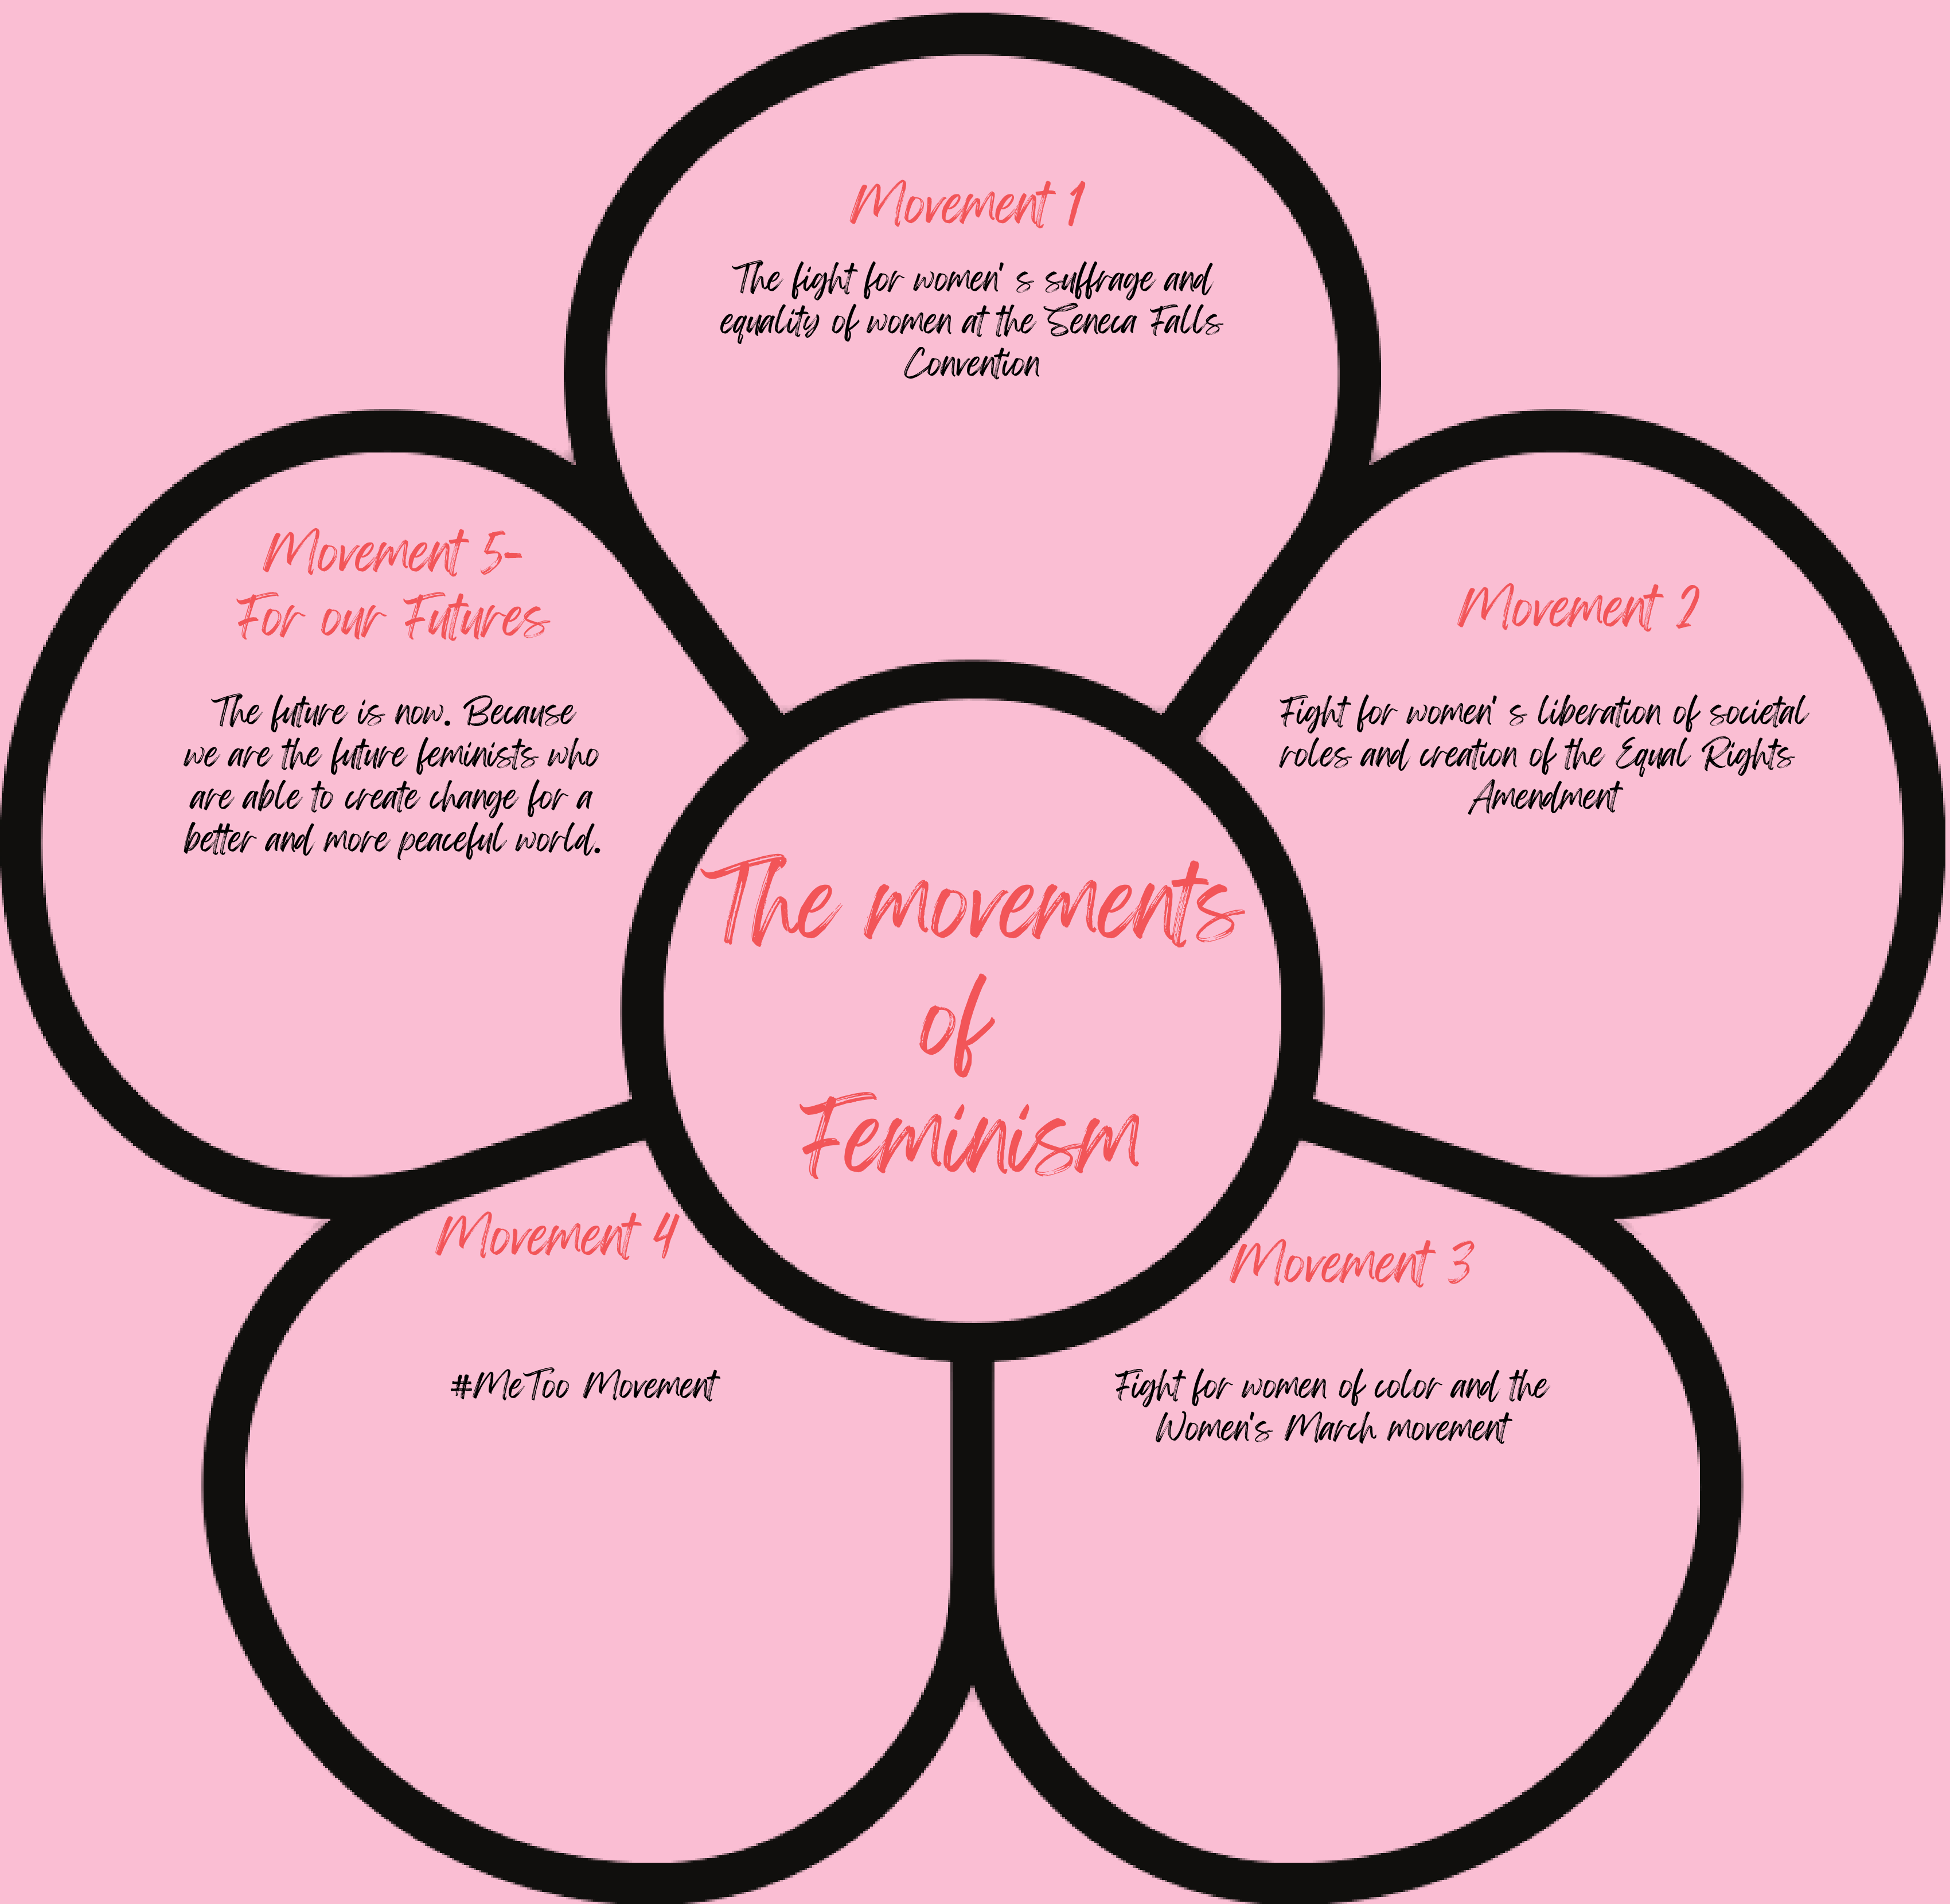 Movement 1
The fight for women's suffrage and
equality of women at the Seneca Falls
Convention
Movement 2
Fight for women's liberation of societal
roles and creation of the Equal Rights
Amendment
Movement 3
Fight for women of color and the
Women's March movement
Movement 4
#MeToo Movement
Movement 5-
For our Futures
The future is now. Because
we are the future feminists who
are able to create change for a
better and more peaceful world.
The movements
of
Feminism